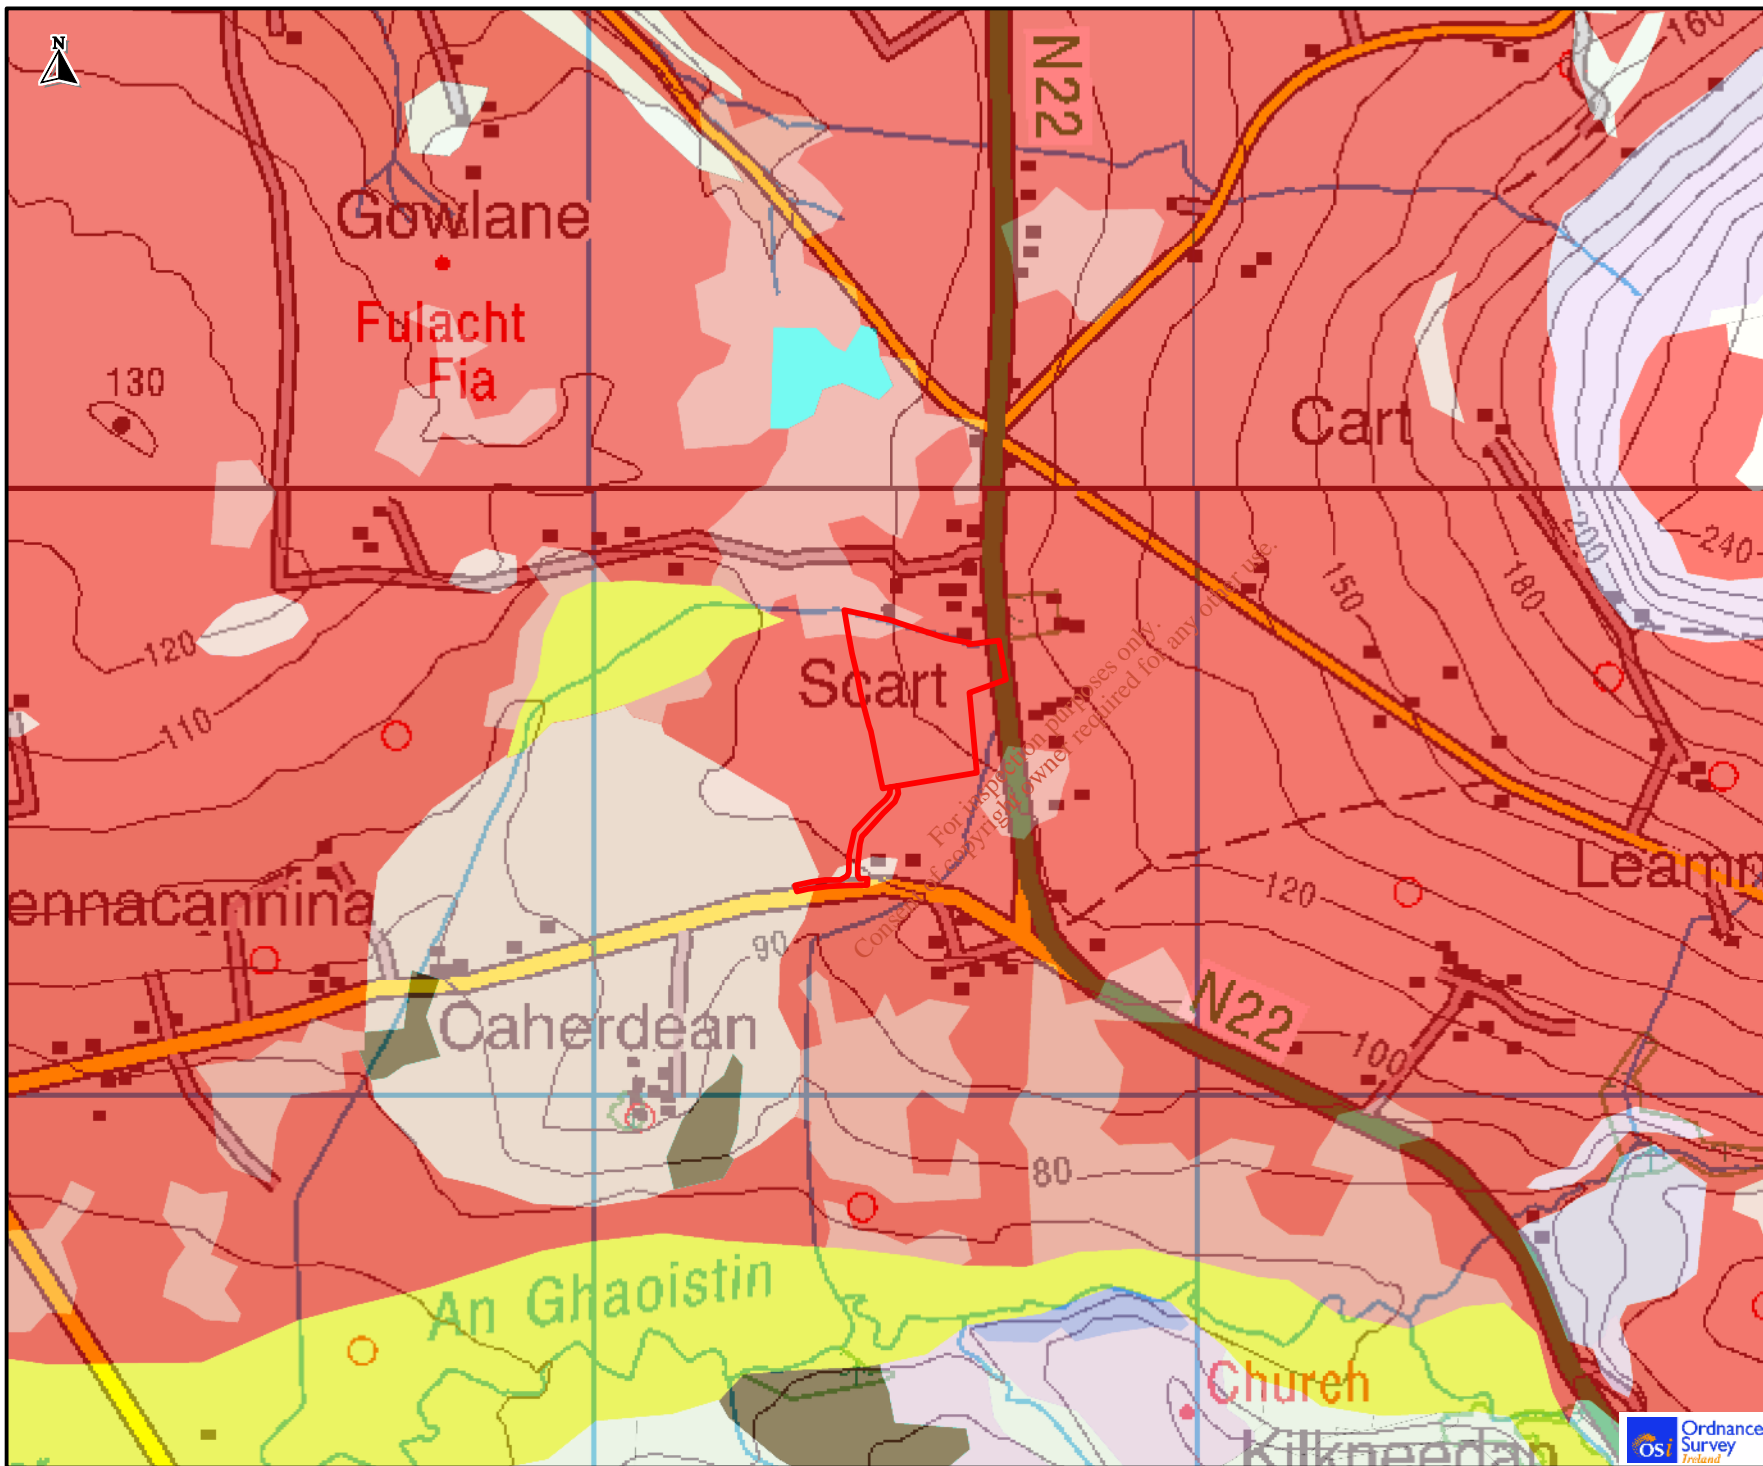 N
160
N22
Gowlane
Fulacht
Fia
130
Cart
240
200
150
180
120
Scart
110
For inspection purposes only.
Consent of copyright owner required for any other use.
ennacannina
Leamn
120
90
Caherdean
N22
100
80
An Ghaoistin
Church
Kilkneedan
Ordnance
Survey
Ireland
OSi